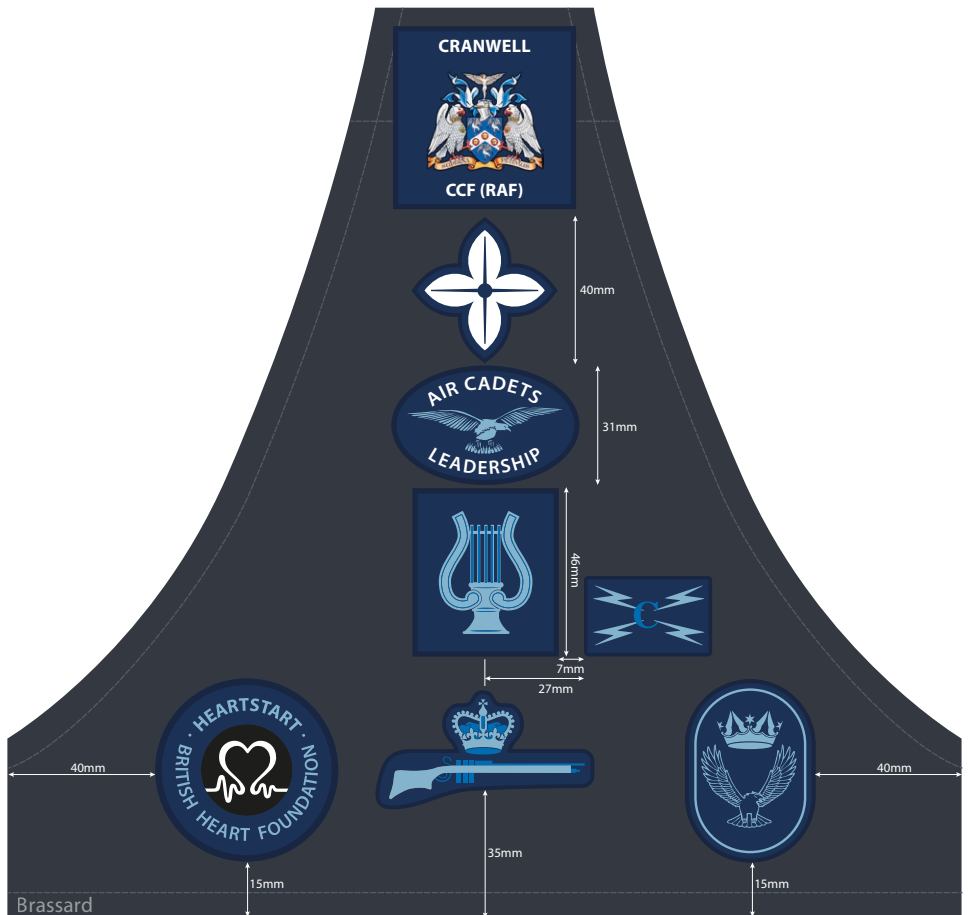 CRANWELL
CCF (RAF)
40mm
AIR CADETS
LEADERSHIP
31mm
46mm
C
7mm
27mm
· HEARTSTART ·
BRITISH HEART FOUNDATION
40mm
40mm
35mm
15mm
15mm
Brassard